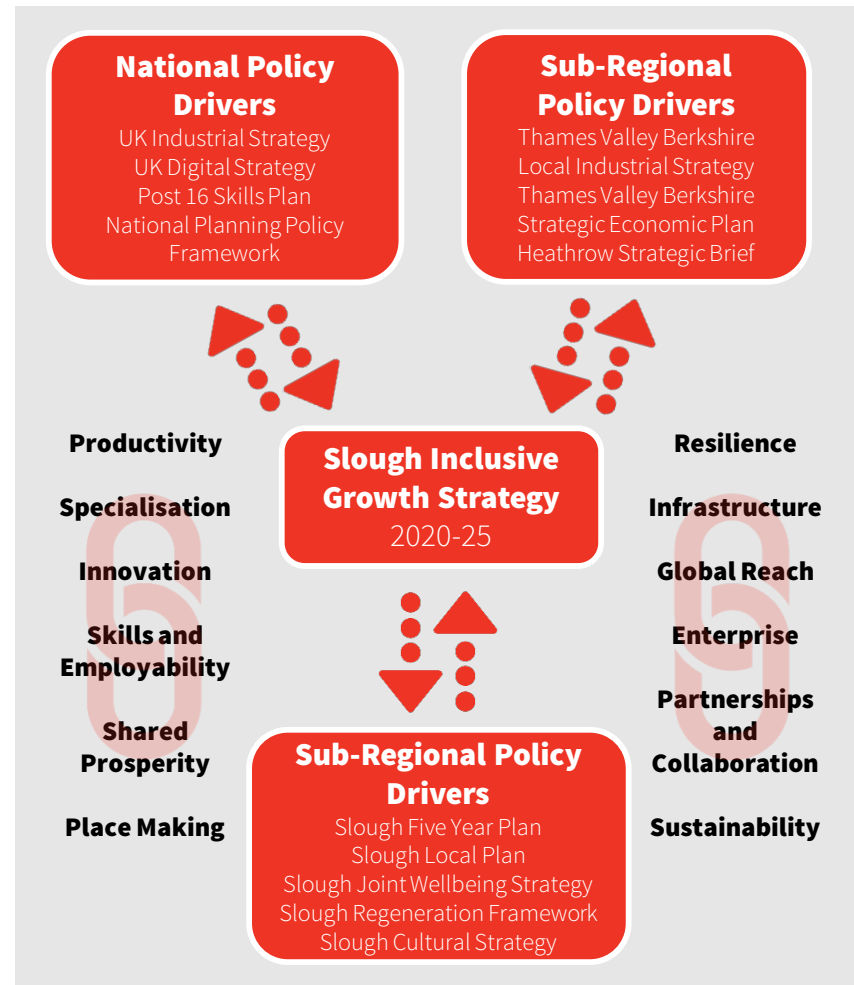 National Policy
Drivers
UK Industrial Strategy
UK Digital Strategy
Post 16 Skills Plan
National Planning Policy
Framework
Sub-Regional
Policy Drivers
Thames Valley Berkshire
Local Industrial Strategy
Thames Valley Berkshire
Strategic Economic Plan
Heathrow Strategic Brief
Productivity
Specialisation
Innovation
Skills and
Employability
Shared
Prosperity
Place Making
Slough Inclusive
Growth Strategy
2020-25
Resilience
Infrastructure
Global Reach
Enterprise
Partnerships
and
Collaboration
Sustainability
Sub-Regional Policy
Drivers
Slough Five Year Plan
Slough Local Plan
Slough Joint Wellbeing Strategy
Slough Regeneration Framework
Slough Cultural Strategy